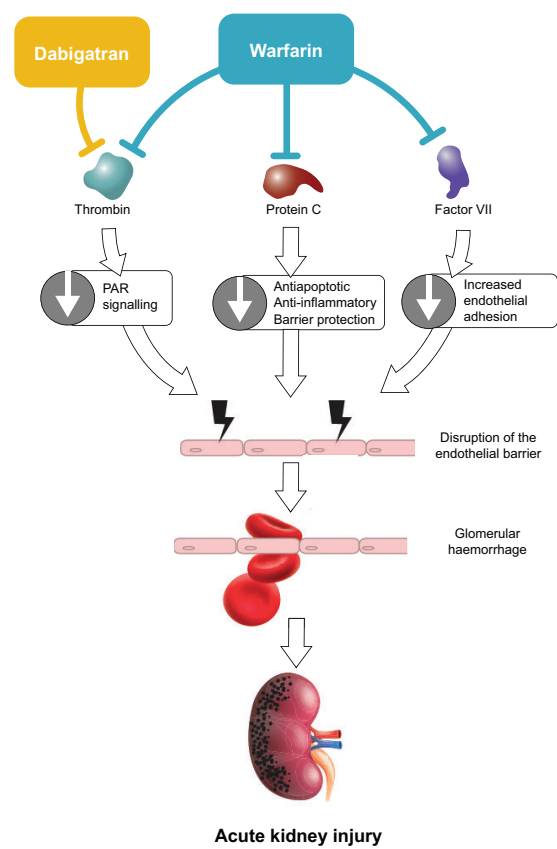 Dabigatran
Warfarin
Thrombin
Protein C
Factor VII
PAR
signalling
Antiapoptotic
Anti-inflammatory
Barrier protection
Increased
endothelial
adhesion
Disruption of the
endothelial barrier
Glomerular
haemorrhage
Acute kidney injury